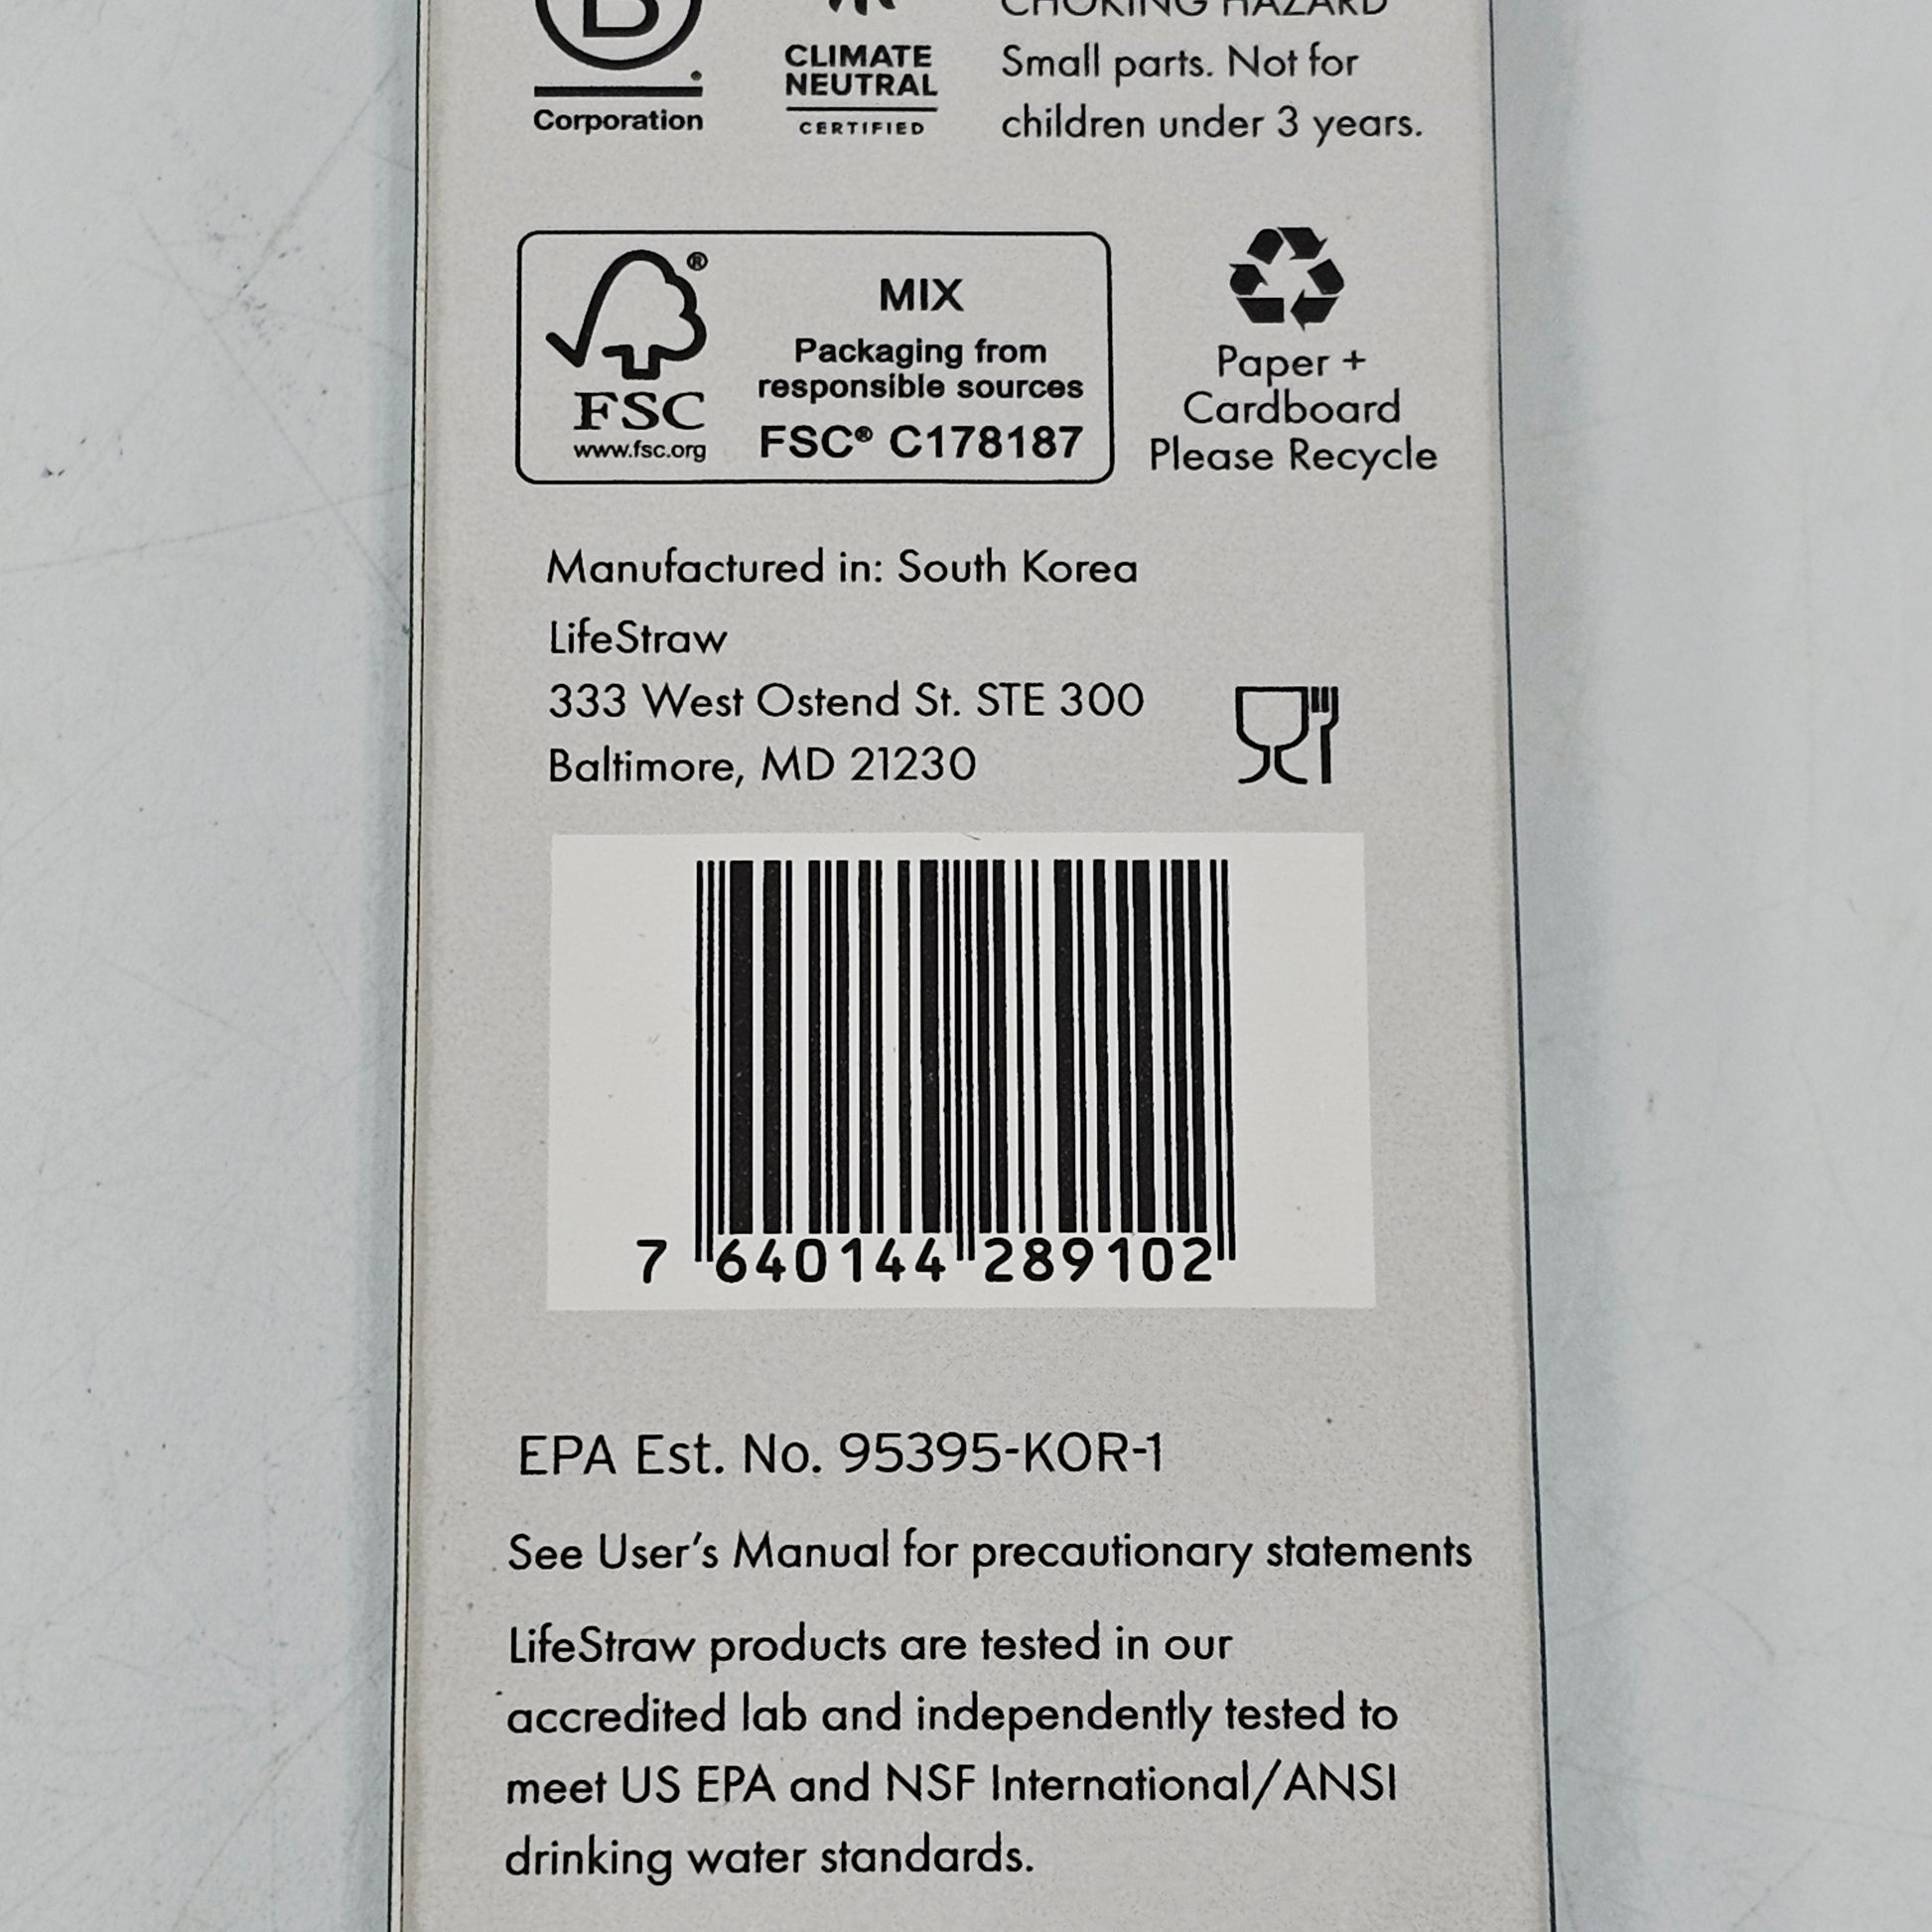 B
Corporation
CLIMATE
NEUTRAL
CERTIFIED
CHOKING HAZARD
Small parts. Not for
children under 3 years.
®
FSC
www.fsc.org
MIX
Packaging from
responsible sources
FSC® C178187
Paper +
Cardboard
Please Recycle
Manufactured in: South Korea
LifeStraw
333 West Ostend St. STE 300
Baltimore, MD 21230
7 640144 289102
EPA Est. No. 95395-KOR-1
See User's Manual for precautionary statements
LifeStraw products are tested in our
accredited lab and independently tested to
meet US EPA and NSF International/ANSI
drinking water standards.